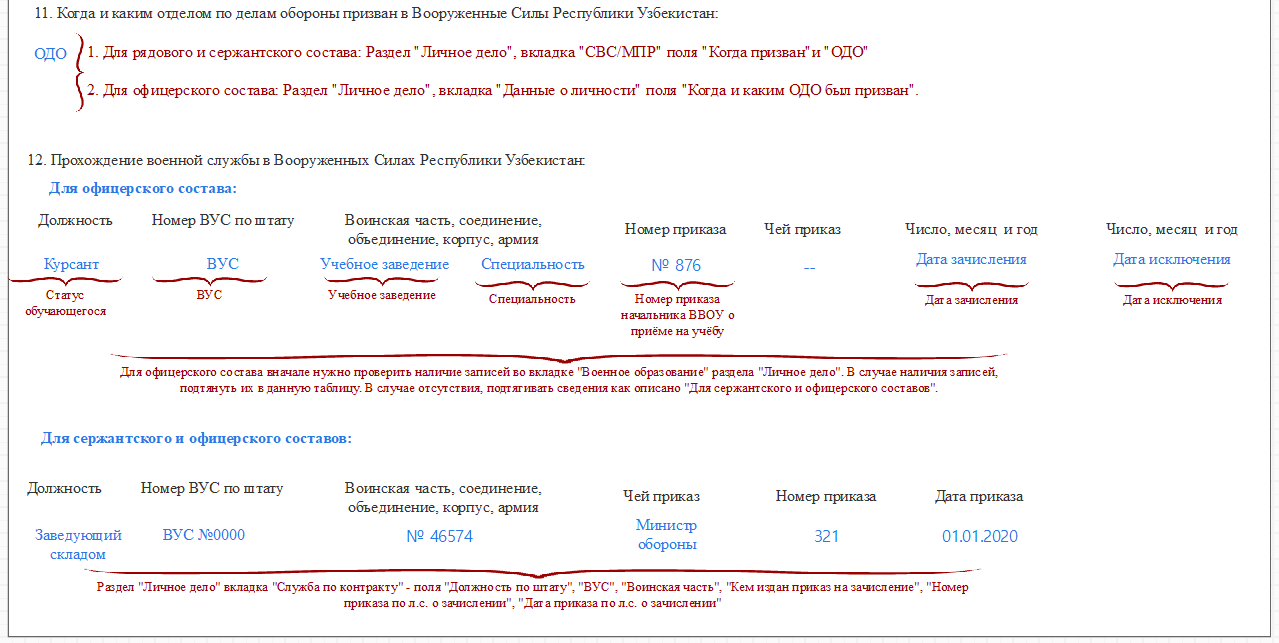 11. Когда и каким отделом по делам обороны призван в Вооруженные Силы Республики Узбекистан:
ОДО
1. Для рядового и сержантского состава: Раздел "Личное дело", вкладка "СВС/МПР" поля "Когда призван"и "ОДО"
2. Для офицерского состава: Раздел "Личное дело", вкладка "Данные о личности" поля "Когда и каким ОДО был призван".
12. Прохождение военной службы в Вооруженных Силах Республики Узбекистан:
Для офицерского состава:
Должность Номер ВУС по штату Воинская часть, соединение,
объединение, корпус, армия
Номер приказа Чей приказ Число, месяц и год Число, месяц и год
Курсант ВУС Учебное заведение Специальность № 876 -- Дата зачисления Дата исключения
Статус
обучающегося
ВУС
Учебное заведение
Специальность
Номер приказа
начальника ВВОУ о
приёме на учёбу
Дата зачисления
Дата исключения
Для офицерского состава вначале нужно проверить наличие записей во вкладке "Военное образование" раздела "Личное дело". В случае наличия записей,
подтянуть их в данную таблицу. В случае отсутствия, подтягивать сведения как описано "Для сержантского и офицерского составов".
Для сержантского и офицерского составов:
Должность Номер ВУС по штату Воинская часть, соединение,
объединение, корпус, армия
Чей приказ Номер приказа Дата приказа
Заведующий
складом
ВУС №0000
№ 46574
Министр
обороны
321
01.01.2020
Раздел "Личное дело" вкладка "Служба по контракту" - поля "Должность по штату", "ВУС", "Воинская часть", "Кем издан приказ на зачисление", "Номер
приказа по л.с. о зачислении", "Дата приказа по л.с. о зачислении"